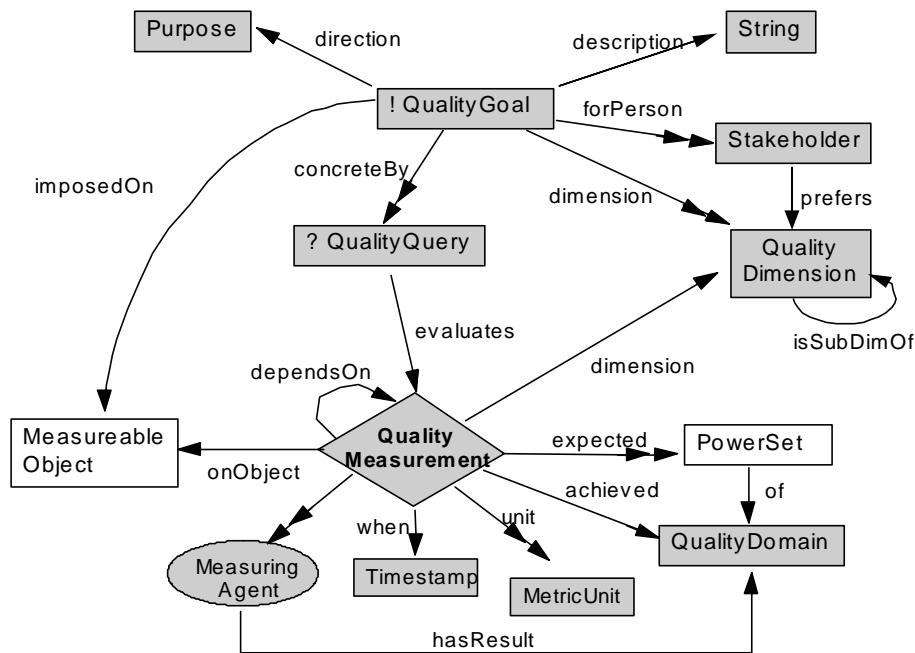 Purpose
direction
description
String
! QualityGoal
forPerson
Stakeholder
imposedOn
concreteBy
dimension
prefers
? QualityQuery
Quality
Dimension
evaluates
isSubDimOf
dependsOn
dimension
Measureable
Object
onObject
Quality
Measurement
expected
PowerSet
achieved
of
when
unit
QualityDomain
Measuring
Agent
Timestamp
MetricUnit
hasResult